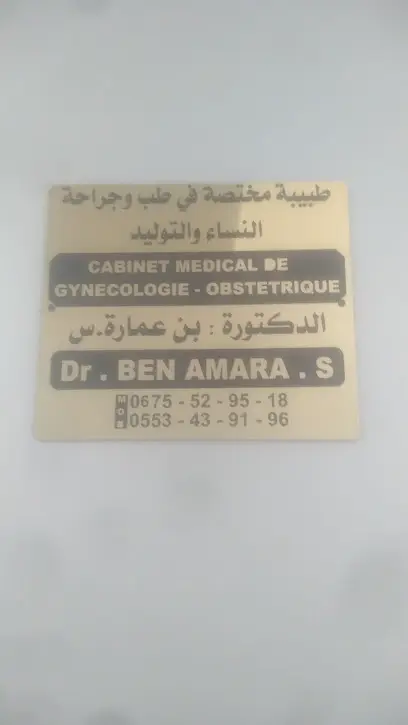 طبيبة مختصة في طب وجراحة
النساء والتوليد
CABINET MEDICAL DE
GYNECOLOGIE - OBSTETRIQUE
الدكتورة : بن عمارة.س
Dr . BEN AMARA . S
MOB 0675 - 52 - 95 - 18
0553 - 43 - 91 - 96